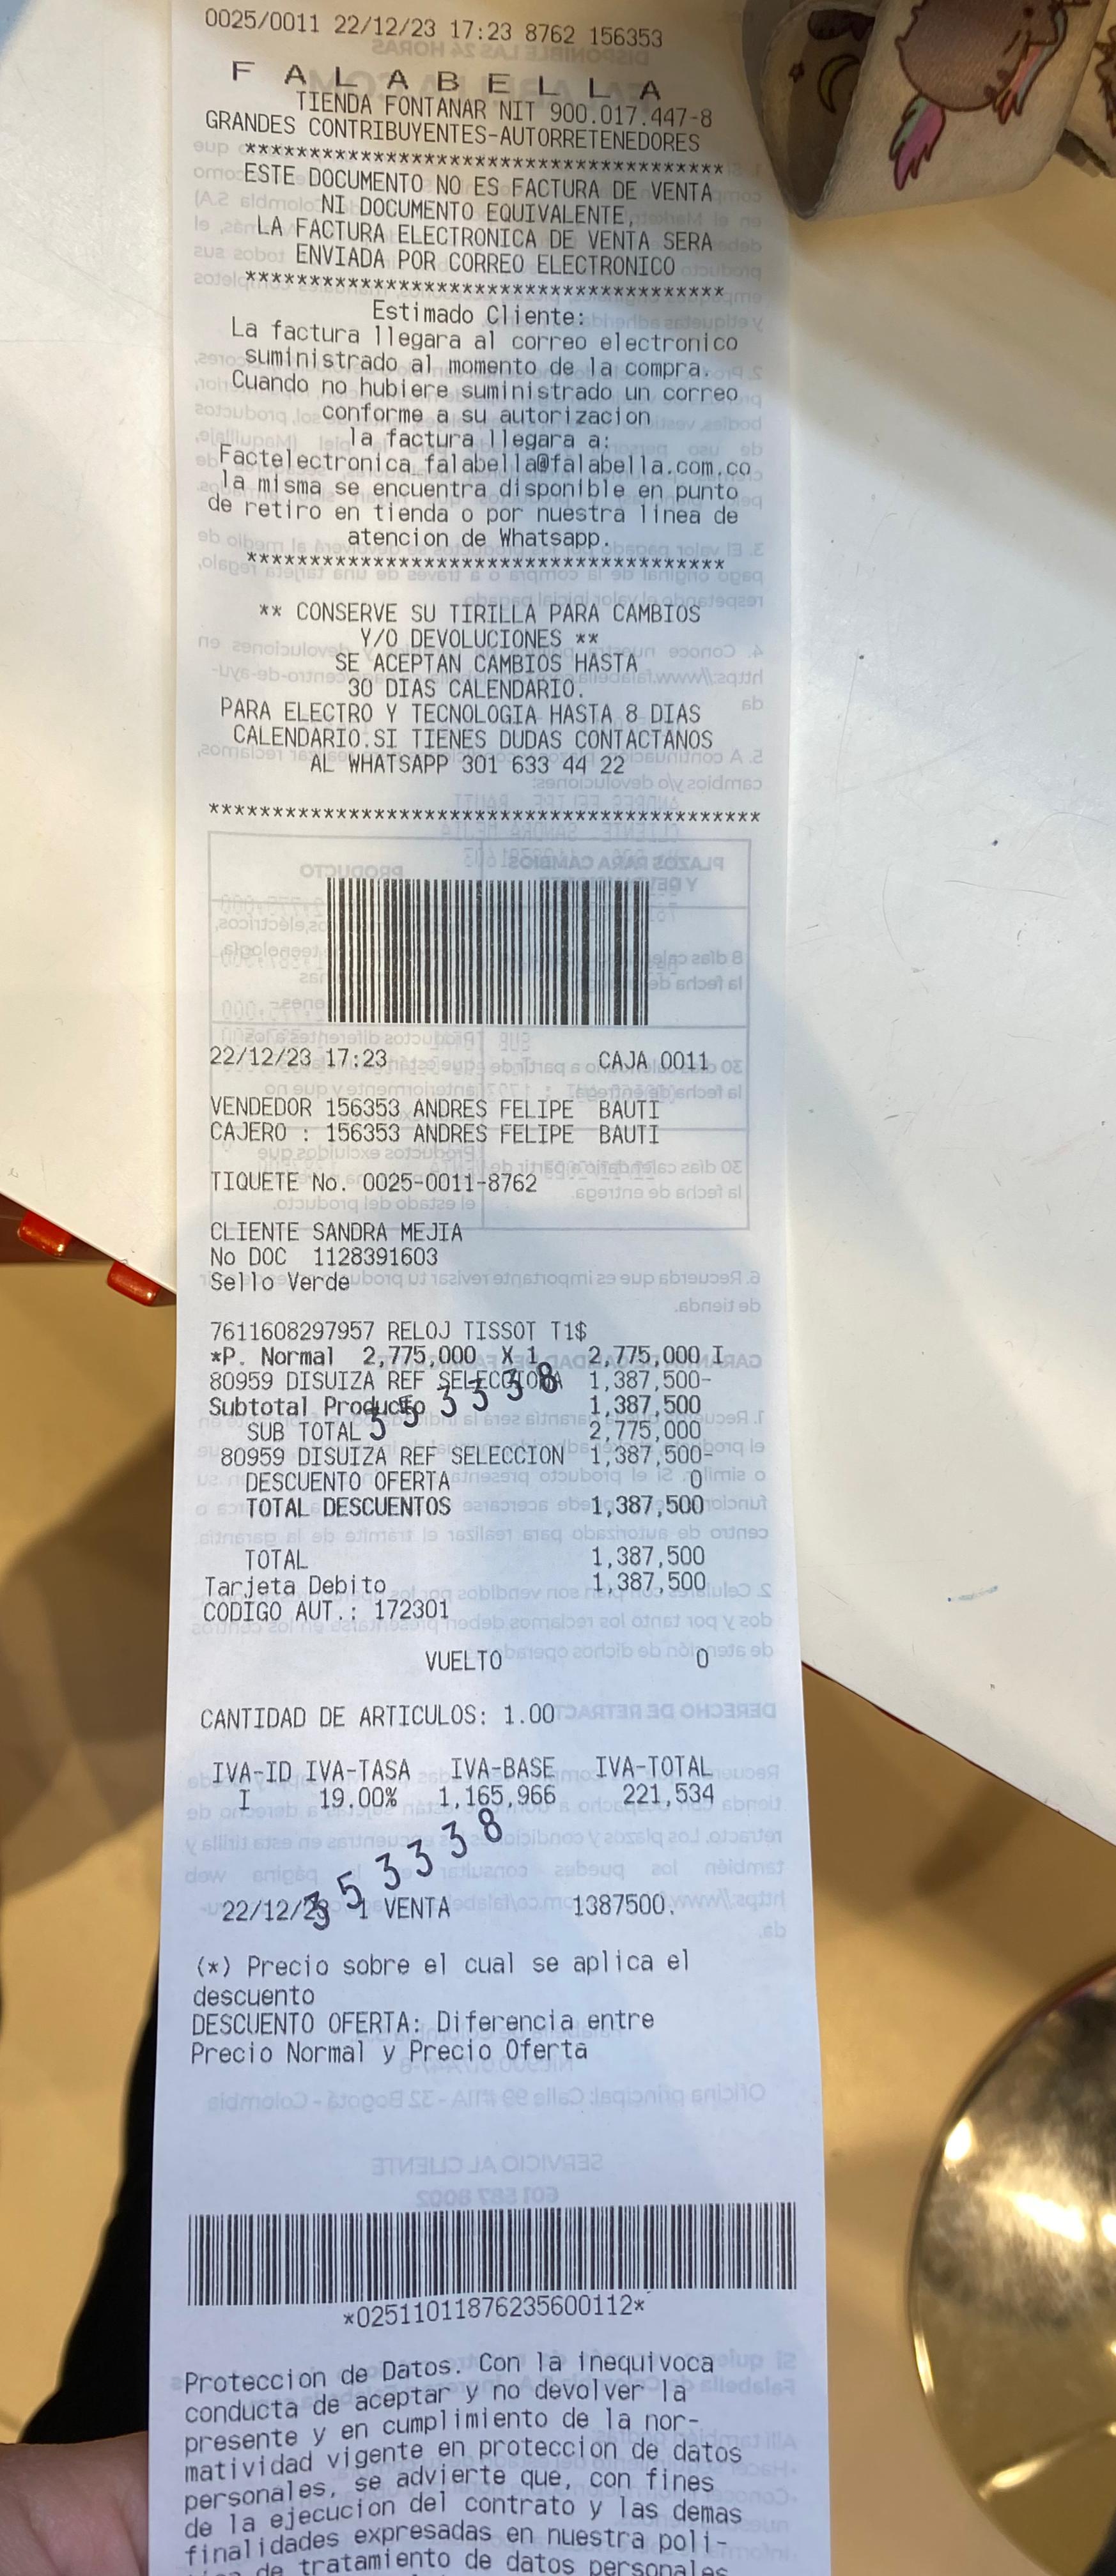 0025/0011 22/12/23 17:23 8762 156353
F A L A B E L L A
TIENDA FONTANAR NIT 900.017.447-8
GRANDES CONTRIBUYENTES-AUTORRETENEDORES
*************************************
ESTE DOCUMENTO NO ES FACTURA DE VENTA
NI DOCUMENTO EQUIVALENTE,
LA FACTURA ELECTRONICA DE VENTA SERA
ENVIADA POR CORREO ELECTRONICO
*************************************
Estimado Cliente:
La factura llegara al correo electronico
suministrado al momento de la compra.
Cuando no hubiere suministrado un correo
conforme a su autorizacion
la factura llegara a:
Factelectronica_falabella@falabella.com.co
la misma se encuentra disponible en punto
de retiro en tienda o por nuestra linea de
atencion de Whatsapp.
*************************************
** CONSERVE SU TIRILLA PARA CAMBIOS
Y/O DEVOLUCIONES **
SE ACEPTAN CAMBIOS HASTA
30 DIAS CALENDARIO.
PARA ELECTRO Y TECNOLOGIA HASTA 8 DIAS
CALENDARIO.SI TIENES DUDAS CONTACTANOS
AL WHATSAPP 301 633 44 22
*******************************************
22/12/23 17:23 CAJA 0011
VENDEDOR 156353 ANDRES FELIPE BAUTI
CAJERO : 156353 ANDRES FELIPE BAUTI
TIQUETE No. 0025-0011-8762
CLIENTE SANDRA MEJIA
No DOC 1128391603
Sello Verde
7611608297957 RELOJ TISSOT T1$
*P. Normal 2,775,000 X 1 2,775,000 I
80959 DISUIZA REF SELECCIONA 1,387,500-
353338
Subtotal Producto 1,387,500
SUB TOTAL 2,775,000
80959 DISUIZA REF SELECCION 1,387,500-
DESCUENTO OFERTA 0
TOTAL DESCUENTOS 1,387,500
TOTAL 1,387,500
Tarjeta Debito 1,387,500
CODIGO AUT.: 172301
VUELTO 0
CANTIDAD DE ARTICULOS: 1.00
IVA-ID IVA-TASA IVA-BASE IVA-TOTAL
I 19.00% 1,165,966 221,534
353338
22/12/23 1 VENTA 1387500.
(*) Precio sobre el cual se aplica el
descuento
DESCUENTO OFERTA: Diferencia entre
Precio Normal y Precio Oferta
*02511011876235600112*
Proteccion de Datos. Con la inequivoca
conducta de aceptar y no devolver la
presente y en cumplimiento de la nor-
matividad vigente en proteccion de datos
personales, se advierte que, con fines
de la ejecucion del contrato y las demas
finalidades expresadas en nuestra poli-
de tratamiento de datos personales